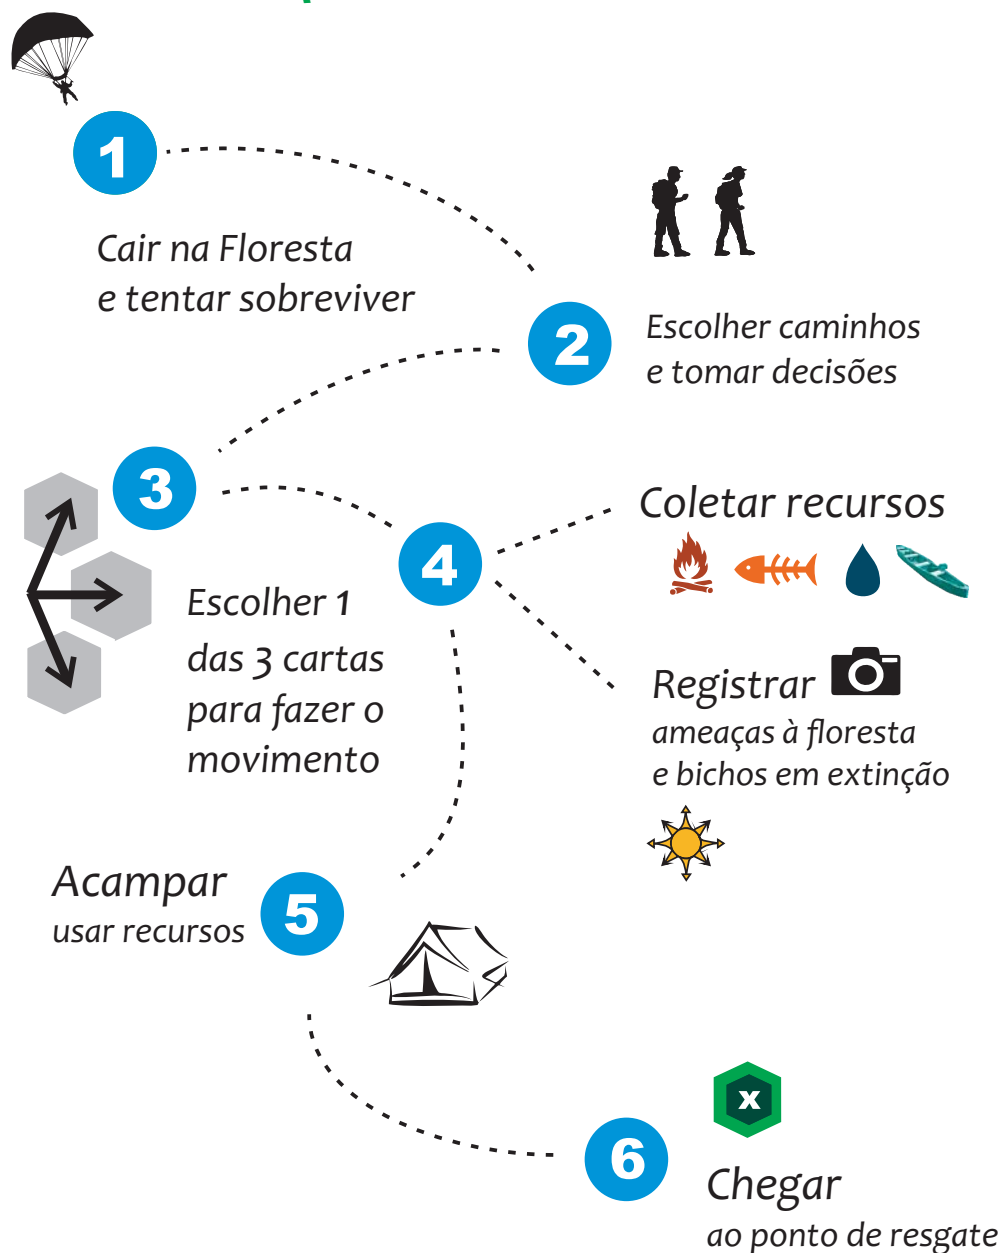 1
Cair na Floresta
e tentar sobreviver
2
Escolher caminhos
e tomar decisões
3
Escolher 1
das 3 cartas
para fazer o
movimento
4
Coletar recursos
Registrar
ameaças à floresta
e bichos em extinção
5
Acampar
usar recursos
6
x
Chegar
ao ponto de resgate